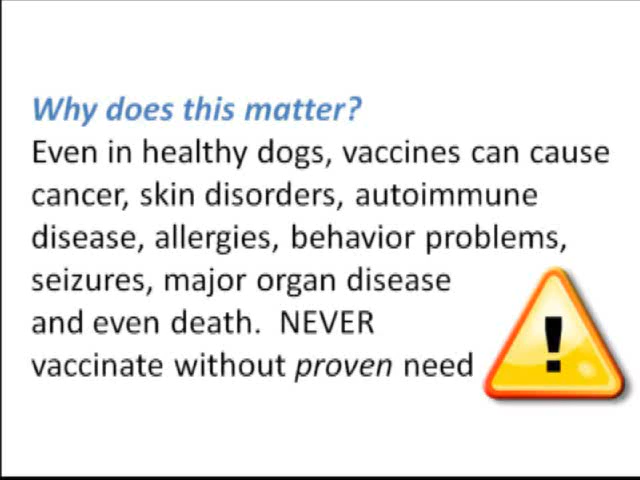 Why does this matter?
Even in healthy dogs, vaccines can cause
cancer, skin disorders, autoimmune
disease, allergies, behavior problems,
seizures, major organ disease
and even death.  NEVER
vaccinate without proven need
!